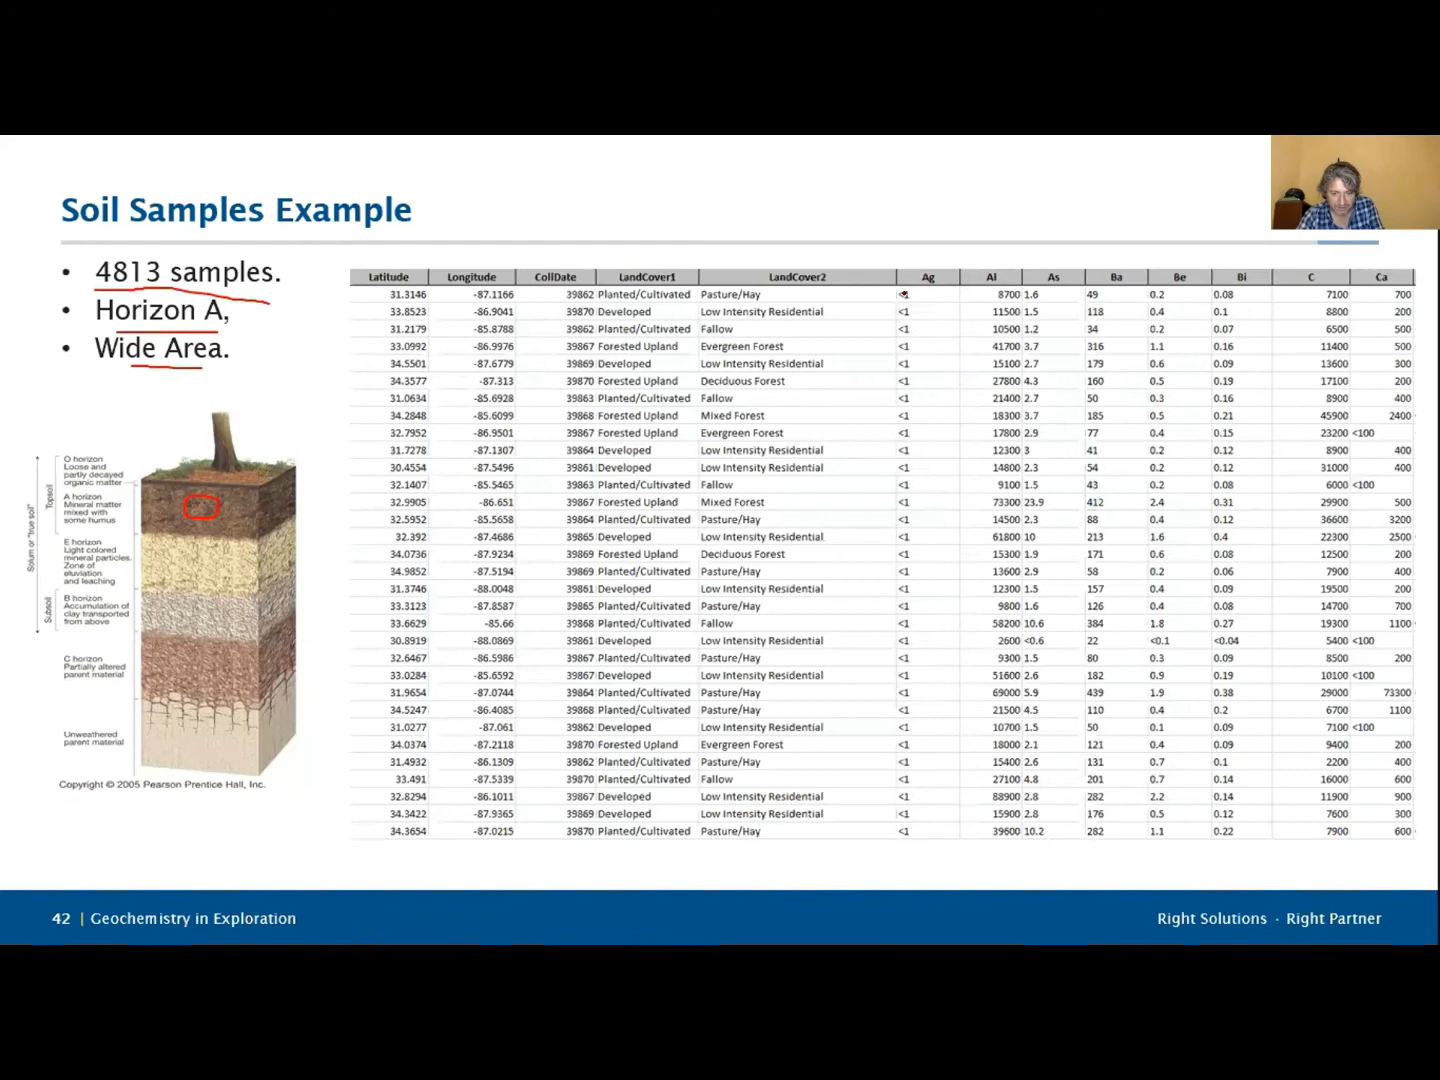 Soil Samples Example
• 4813 samples.
• Horizon A,
• Wide Area.
Solum or "true soil"
Topsoil
Subsoil
O horizon
Loose and
partly decayed
organic matter
A horizon
Mineral matter
mixed with
some humus
E horizon
Light colored
mineral particles.
Zone of
eluviation
and leaching
B horizon
Accumulation of
clay transported
from above
C horizon
Partially altered
parent material
Unweathered
parent material
Copyright © 2005 Pearson Prentice Hall, Inc.
Latitude Longitude CollDate LandCover1 LandCover2 Ag Al As Ba Be Bi C Ca
31.3146 -87.1166 39862 Planted/Cultivated Pasture/Hay <1 8700 1.6 49 0.2 0.08 7100 700
33.8523 -86.9041 39870 Developed Low Intensity Residential <1 11500 1.5 118 0.4 0.1 8800 200
31.2179 -85.8788 39862 Planted/Cultivated Fallow <1 10500 1.2 34 0.2 0.07 6500 500
33.0992 -86.9976 39867 Forested Upland Evergreen Forest <1 41700 3.7 316 1.1 0.16 11400 500
34.5501 -87.6779 39869 Developed Low Intensity Residential <1 15100 2.7 179 0.6 0.09 13600 300
34.3577 -87.313 39870 Forested Upland Deciduous Forest <1 27800 4.3 160 0.5 0.19 17100 200
31.0634 -85.6928 39863 Planted/Cultivated Fallow <1 21400 2.7 50 0.3 0.16 8900 400
34.2848 -85.6099 39868 Forested Upland Mixed Forest <1 18300 3.7 185 0.5 0.21 45900 2400
32.7952 -86.9501 39867 Forested Upland Evergreen Forest <1 17800 2.9 77 0.4 0.15 23200 <100
31.7278 -87.1307 39864 Developed Low Intensity Residential <1 12300 3 41 0.2 0.12 8900 400
30.4554 -87.5496 39861 Developed Low Intensity Residential <1 14800 2.3 54 0.2 0.12 31000 400
32.1407 -85.5465 39863 Planted/Cultivated Fallow <1 9100 1.5 43 0.2 0.08 6000 <100
32.9905 -86.651 39867 Forested Upland Mixed Forest <1 73300 23.9 412 2.4 0.31 29900 500
32.5952 -85.5658 39864 Planted/Cultivated Pasture/Hay <1 14500 2.3 88 0.4 0.12 36600 3200
32.392 -87.4686 39865 Developed Low Intensity Residential <1 61800 10 213 1.6 0.4 22300 2500
34.0736 -87.9234 39869 Forested Upland Deciduous Forest <1 15300 1.9 171 0.6 0.08 12500 200
34.9852 -87.5194 39869 Planted/Cultivated Pasture/Hay <1 13600 2.9 58 0.2 0.06 7900 400
31.3746 -88.0048 39861 Developed Low Intensity Residential <1 12300 1.5 157 0.4 0.09 19500 200
33.3123 -87.8587 39865 Planted/Cultivated Pasture/Hay <1 9800 1.6 126 0.4 0.08 14700 700
33.6629 -85.66 39868 Planted/Cultivated Fallow <1 58200 10.6 384 1.8 0.27 19300 1100
30.8919 -88.0869 39861 Developed Low Intensity Residential <1 2600 <0.6 22 <0.1 <0.04 5400 <100
32.6467 -86.5986 39867 Planted/Cultivated Pasture/Hay <1 9300 1.5 80 0.3 0.09 8500 200
33.0284 -85.6592 39867 Developed Low Intensity Residential <1 51600 2.6 182 0.9 0.19 10100 <100
31.9654 -87.0744 39864 Planted/Cultivated Pasture/Hay <1 69000 5.9 439 1.9 0.38 29000 73300
34.5247 -86.4085 39868 Planted/Cultivated Pasture/Hay <1 21500 4.5 110 0.4 0.2 6700 1100
31.0277 -87.061 39862 Developed Low Intensity Residential <1 10700 1.5 50 0.1 0.09 7100 <100
34.0374 -87.2118 39870 Forested Upland Evergreen Forest <1 18000 2.1 121 0.4 0.09 9400 200
31.4932 -86.1309 39862 Planted/Cultivated Pasture/Hay <1 15400 2.6 131 0.7 0.1 2200 400
33.491 -87.5339 39870 Planted/Cultivated Fallow <1 27100 4.8 201 0.7 0.14 16000 600
32.8294 -86.1011 39867 Developed Low Intensity Residential <1 88900 2.8 282 2.2 0.14 11900 900
34.3422 -87.9365 39869 Developed Low Intensity Residential <1 15900 2.8 176 0.5 0.12 7600 300
34.3654 -87.0215 39870 Planted/Cultivated Pasture/Hay <1 39600 10.2 282 1.1 0.22 7900 600
42 | Geochemistry in Exploration
Right Solutions · Right Partner